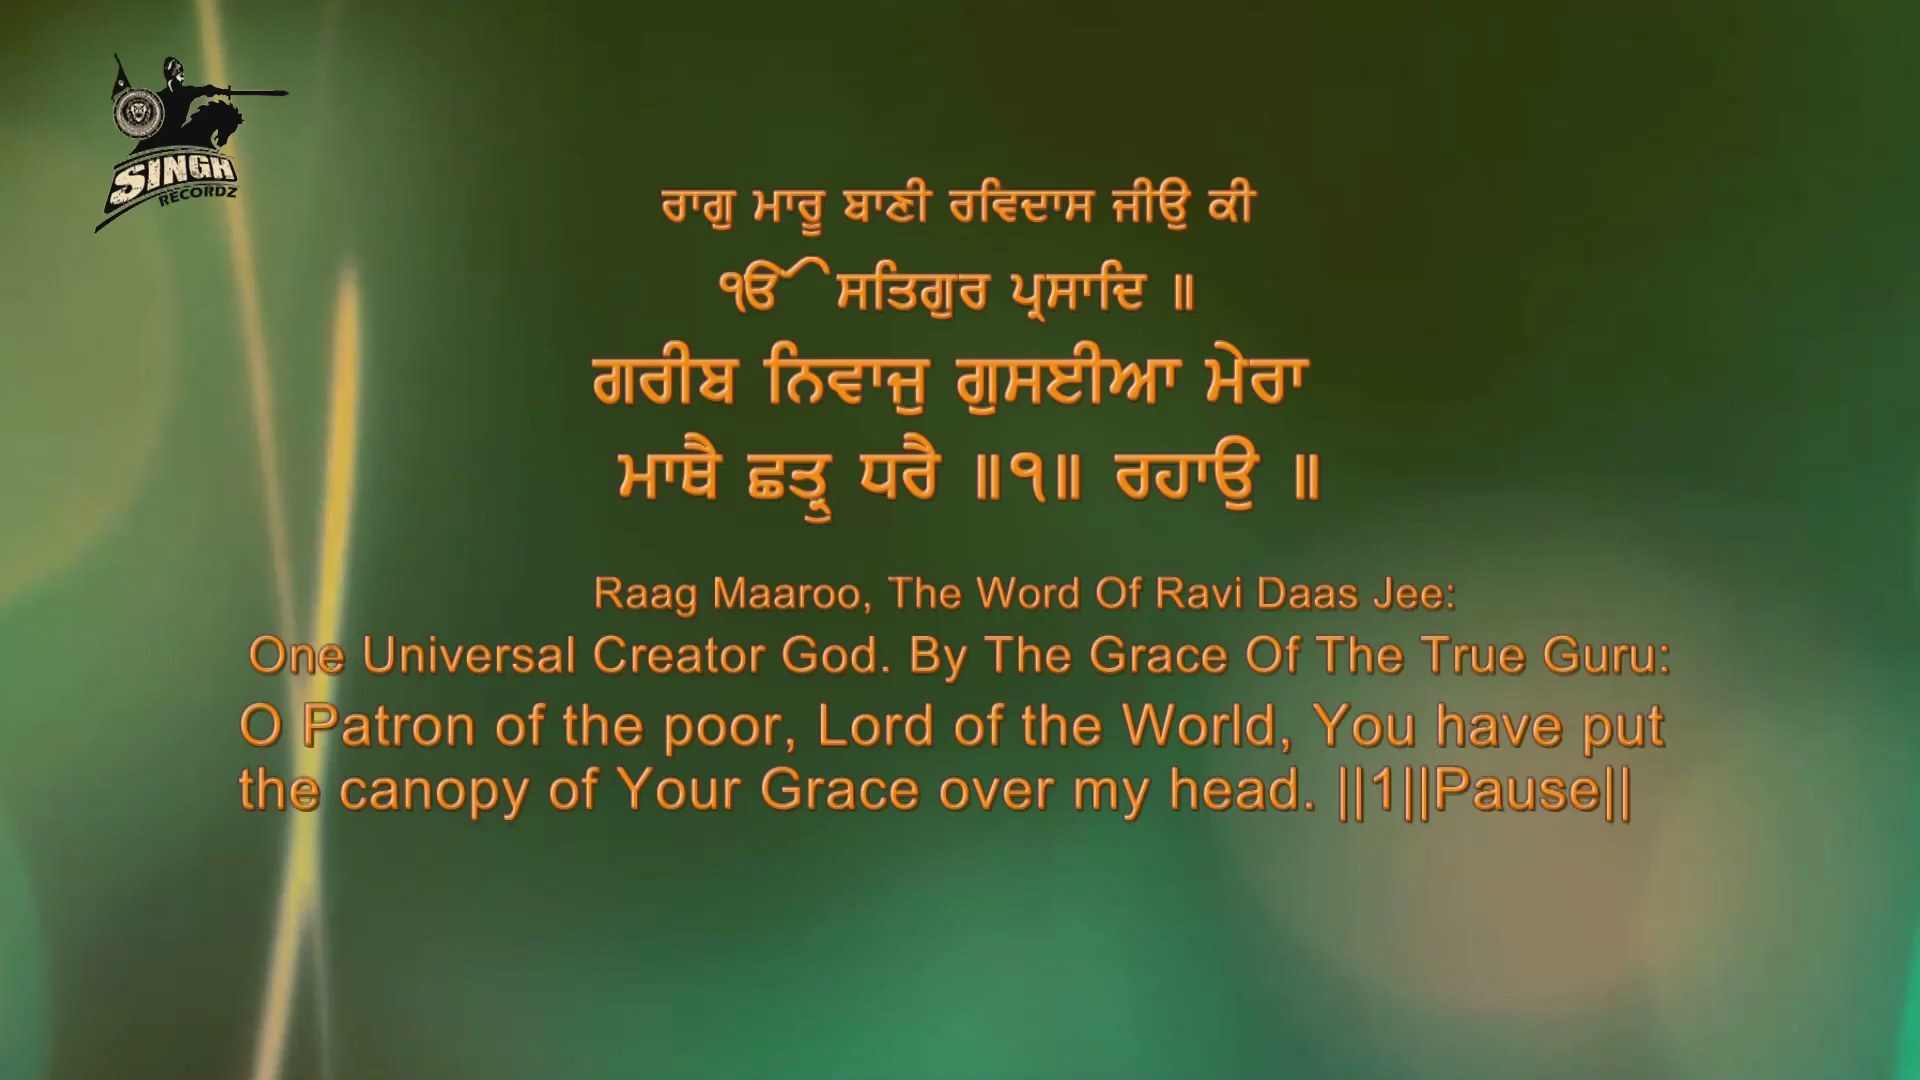 SINGH
RECORDZ
ਰਾਗੁ ਮਾਰੂ ਬਾਣੀ ਰਵਿਦਾਸ ਜੀਉ ਕੀ
ੴ ਸਤਿਗੁਰ ਪ੍ਰਸਾਦਿ ॥
ਗਰੀਬ ਨਿਵਾਜੁ ਗੁਸਈਆ ਮੇਰਾ
ਮਾਥੈ ਛਤ੍ਰੁ ਧਰੈ ॥੧॥ ਰਹਾਉ ॥
Raag Maaroo, The Word Of Ravi Daas Jee:
One Universal Creator God. By The Grace Of The True Guru:
O Patron of the poor, Lord of the World, You have put
the canopy of Your Grace over my head. ||1||Pause||